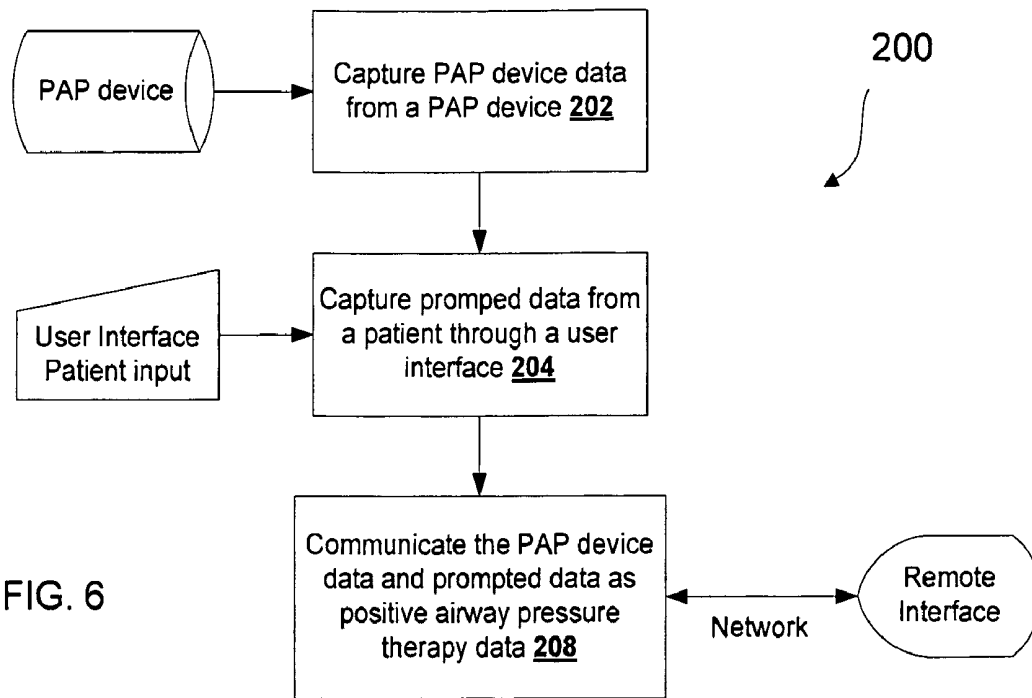 200
PAP device
Capture PAP device data
from a PAP device 202
User Interface
Patient input
Capture promped data from
a patient through a user
interface 204
Communicate the PAP device
data and prompted data as
positive airway pressure
therapy data 208
Network
Remote
Interface
FIG. 6